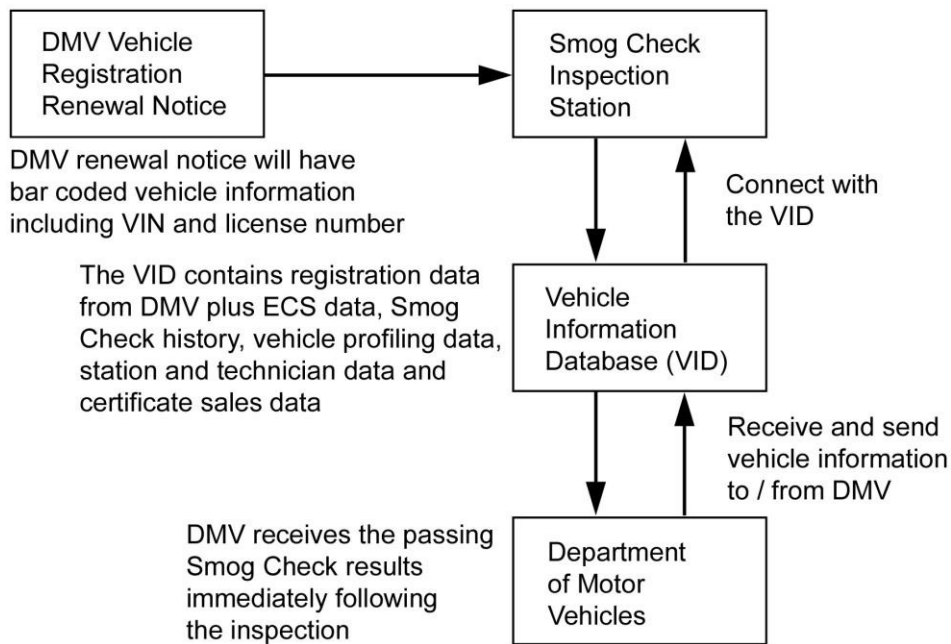 DMV Vehicle
Registration
Renewal Notice
Smog Check
Inspection
Station
DMV renewal notice will have
bar coded vehicle information
including VIN and license number
Connect with
the VID
The VID contains registration data
from DMV plus ECS data, Smog
Check history, vehicle profiling data,
station and technician data and
certificate sales data
Vehicle
Information
Database (VID)
Receive and send
vehicle information
to / from DMV
DMV receives the passing
Smog Check results
immediately following
the inspection
Department
of Motor
Vehicles